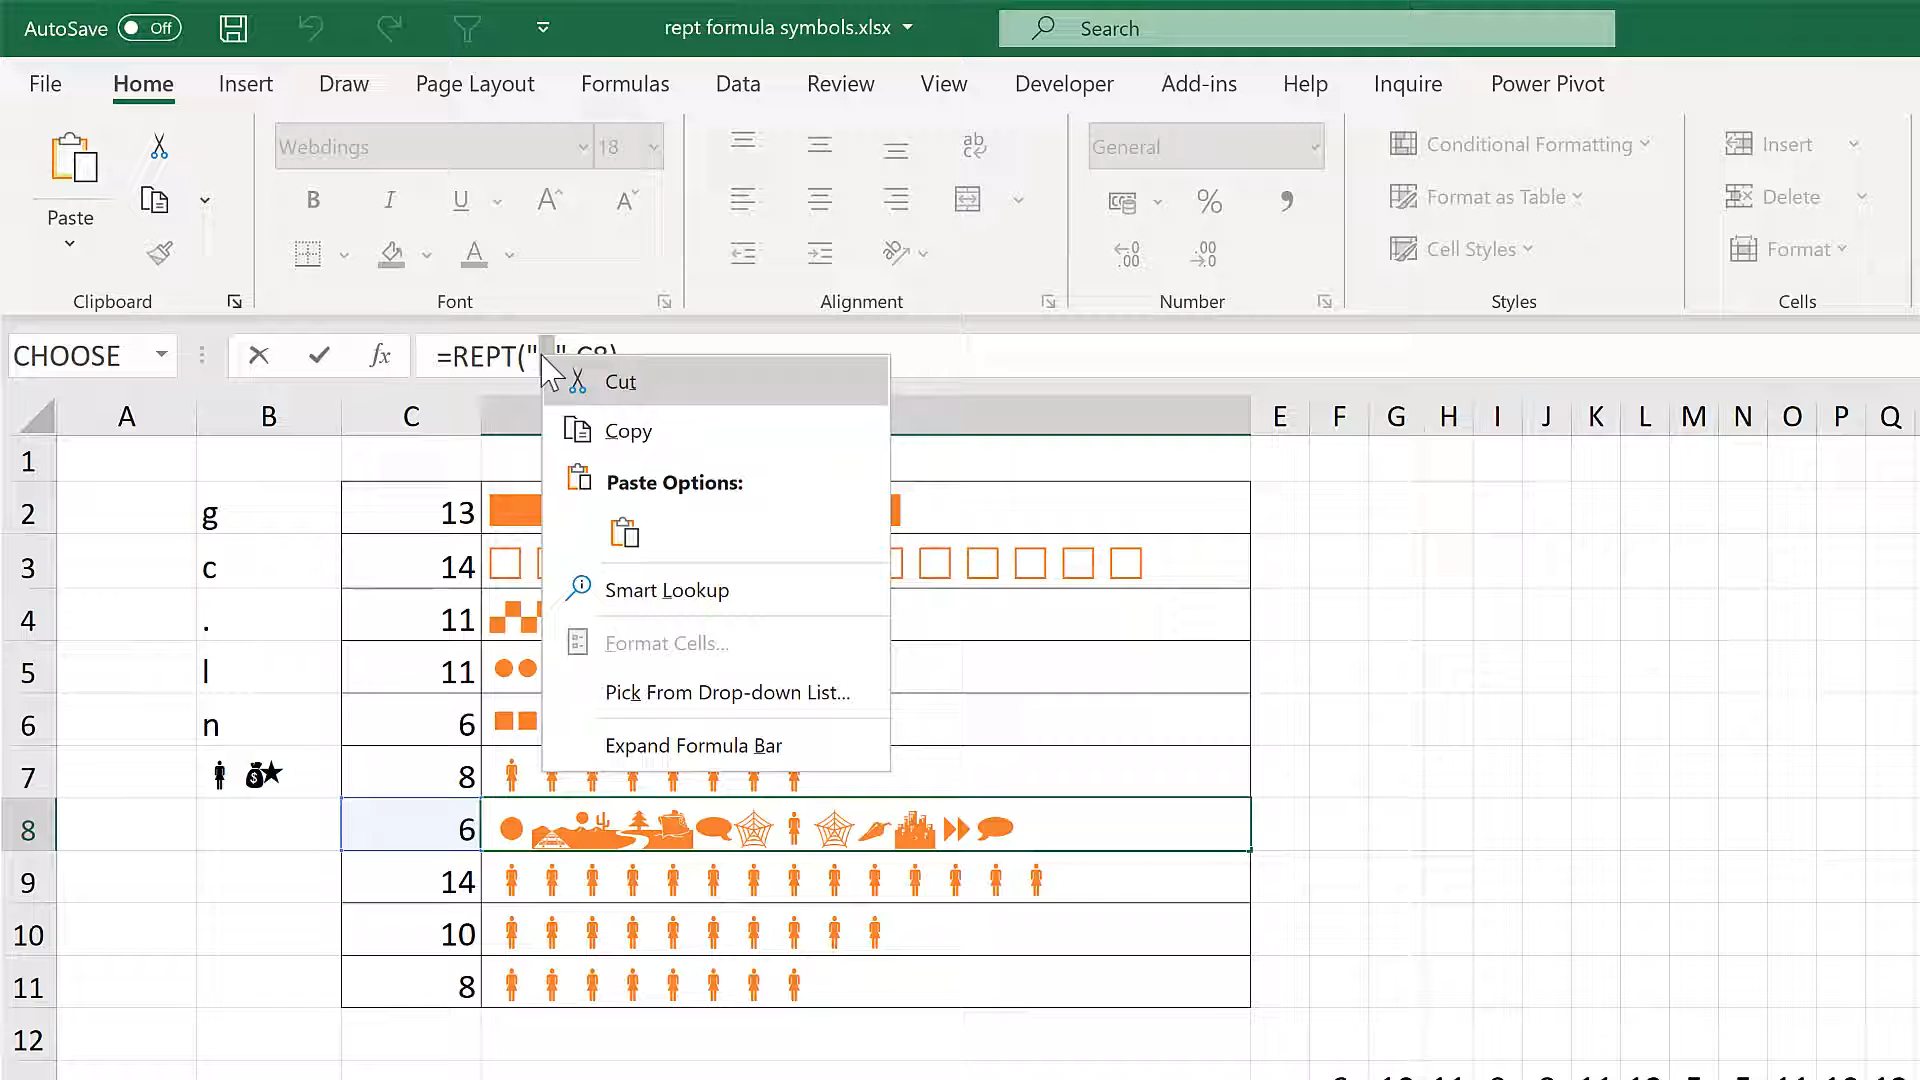 AutoSave Off rept formula symbols.xlsx Search
File Home Insert Draw Page Layout Formulas Data Review View Developer Add-ins Help Inquire Power Pivot
Webdings 18 ab General Conditional Formatting Insert
Paste B I U A A % Format as Table Delete
A .00 .00 Cell Styles Format
Clipboard Font Alignment Number Styles Cells
CHOOSE fx =REPT("
Cut
A B C E F G H I J K L M N O P Q
Copy
1
Paste Options:
2 g 13
3 c 14
Smart Lookup
4 . 11
Format Cells...
5 l 11
Pick From Drop-down List...
6 n 6
Expand Formula Bar
7 8
8 6
9 14
10 10
11 8
12